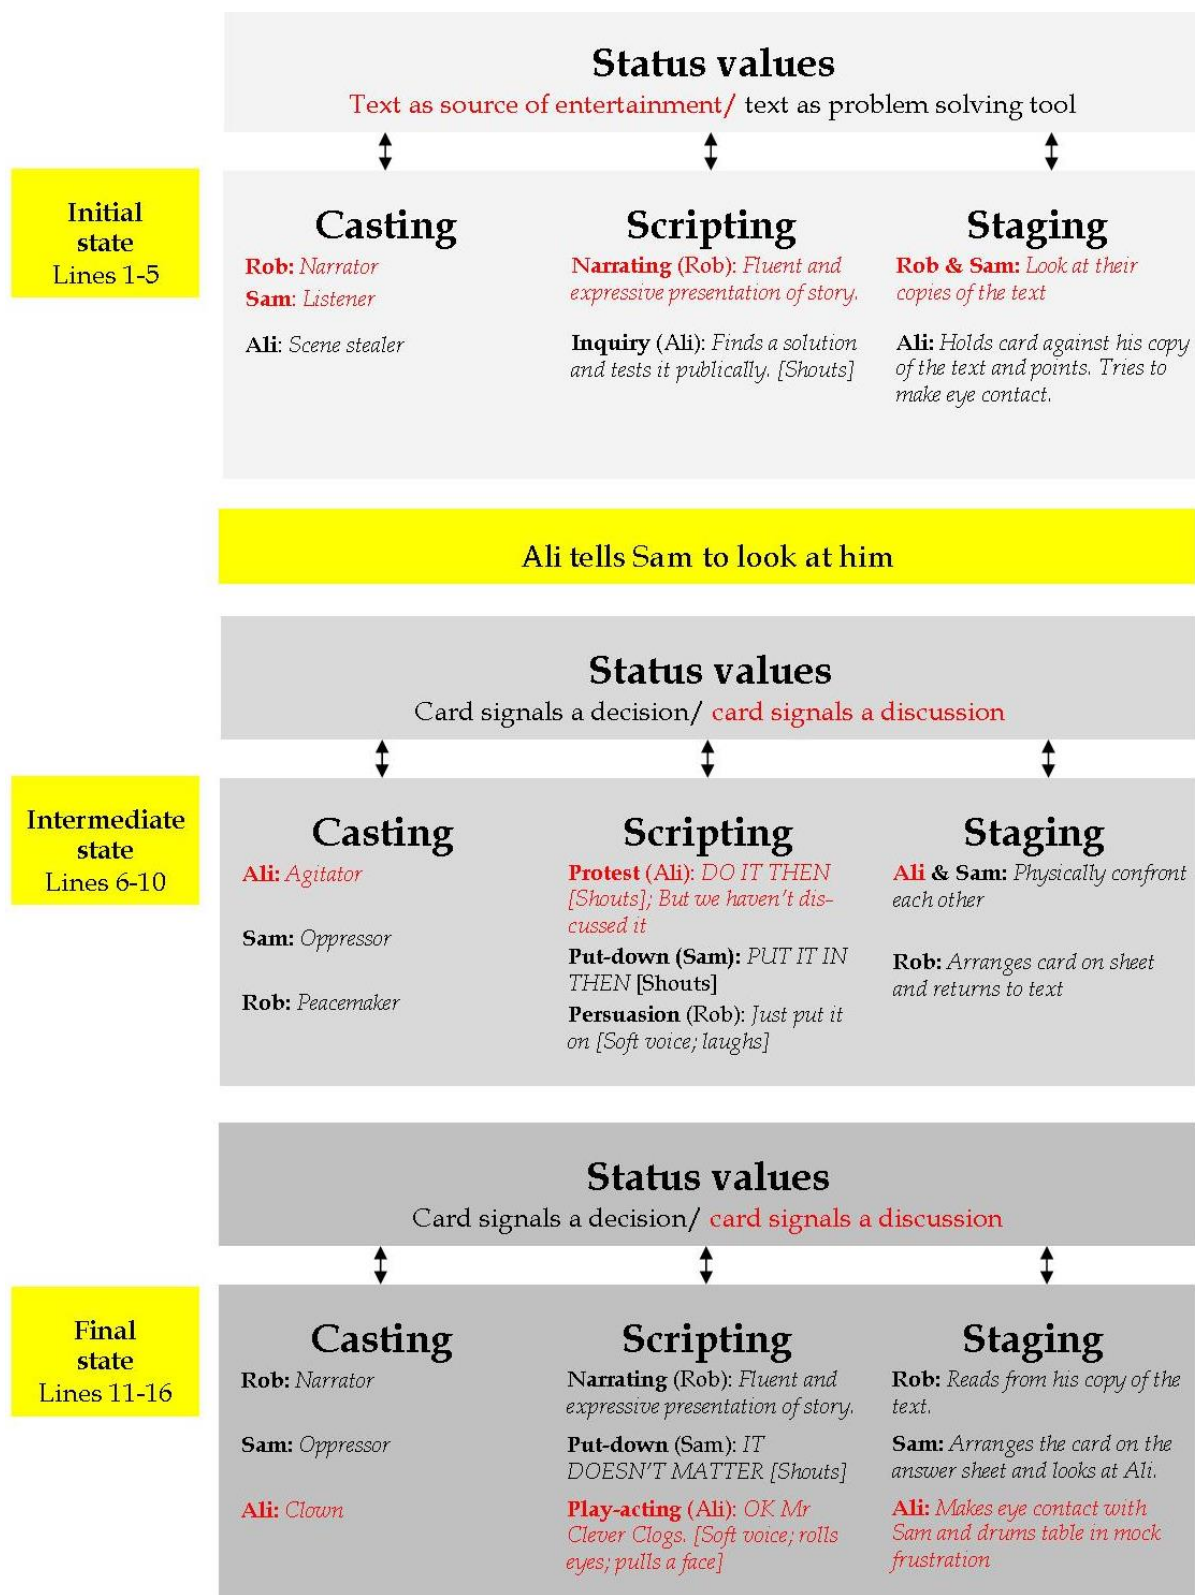 Status values
Text as source of entertainment/ text as problem solving tool
Initial
state
Lines 1-5
Casting
Rob: Narrator
Sam: Listener
Ali: Scene stealer
Scripting
Narrating (Rob): Fluent and
expressive presentation of story.
Inquiry (Ali): Finds a solution
and tests it publically. [Shouts]
Staging
Rob & Sam: Look at their
copies of the text
Ali: Holds card against his copy
of the text and points. Tries to
make eye contact.
Ali tells Sam to look at him
Status values
Card signals a decision/ card signals a discussion
Intermediate
state
Lines 6-10
Casting
Ali: Agitator
Sam: Oppressor
Rob: Peacemaker
Scripting
Protest (Ali): DO IT THEN
[Shouts]; But we haven't dis-
cussed it
Put-down (Sam): PUT IT IN
THEN [Shouts]
Persuasion (Rob): Just put it
on [Soft voice; laughs]
Staging
Ali & Sam: Physically confront
each other
Rob: Arranges card on sheet
and returns to text
Status values
Card signals a decision/ card signals a discussion
Final
state
Lines 11-16
Casting
Rob: Narrator
Sam: Oppressor
Ali: Clown
Scripting
Narrating (Rob): Fluent and
expressive presentation of story.
Put-down (Sam): IT
DOESN'T MATTER [Shouts]
Play-acting (Ali): OK Mr
Clever Clogs. [Soft voice; rolls
eyes; pulls a face]
Staging
Rob: Reads from his copy of the
text.
Sam: Arranges the card on the
answer sheet and looks at Ali.
Ali: Makes eye contact with
Sam and drums table in mock
frustration